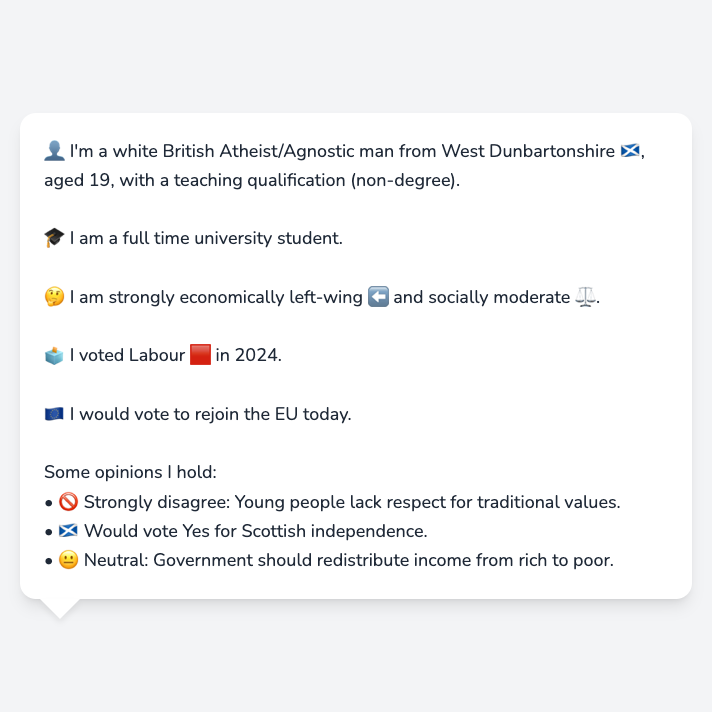 👤 I'm a white British Atheist/Agnostic man from West Dunbartonshire 🏴󠁧󠁢󠁳󠁣󠁴󠁿,
aged 19, with a teaching qualification (non-degree).
🎓 I am a full time university student.
🤔 I am strongly economically left-wing ⬅️ and socially moderate ⚖️.
🗳️ I voted Labour 🟥 in 2024.
🇪🇺 I would vote to rejoin the EU today.
Some opinions I hold:
• 🚫 Strongly disagree: Young people lack respect for traditional values.
• 🏴󠁧󠁢󠁳󠁣󠁴󠁿 Would vote Yes for Scottish independence.
• 😐 Neutral: Government should redistribute income from rich to poor.